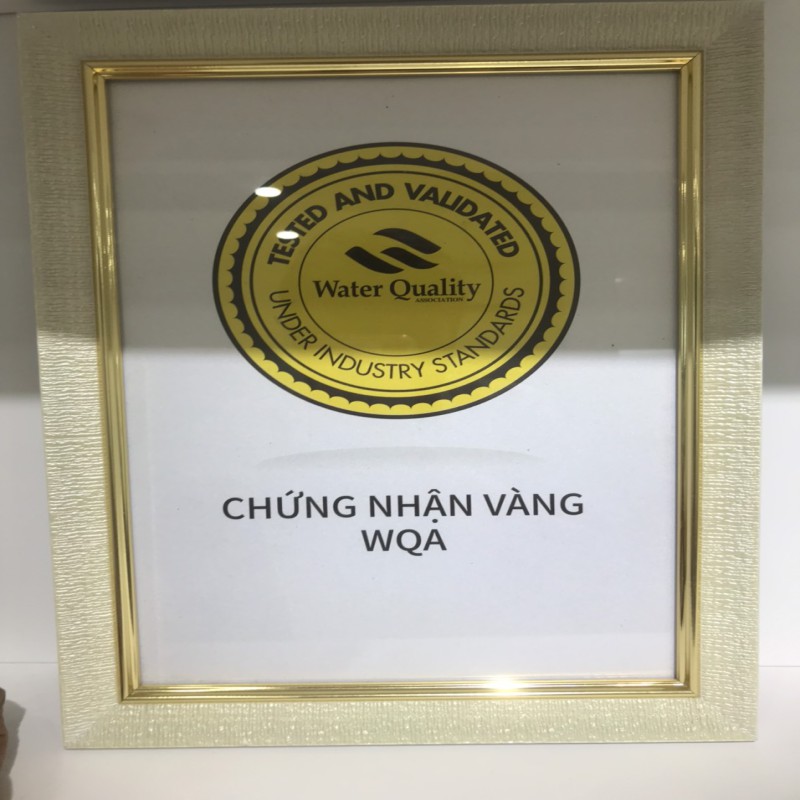 TESTED AND VALIDATED
Water Quality
ASSOCIATION
UNDER INDUSTRY STANDARDS
CHỨNG NHẬN VÀNG
WQA